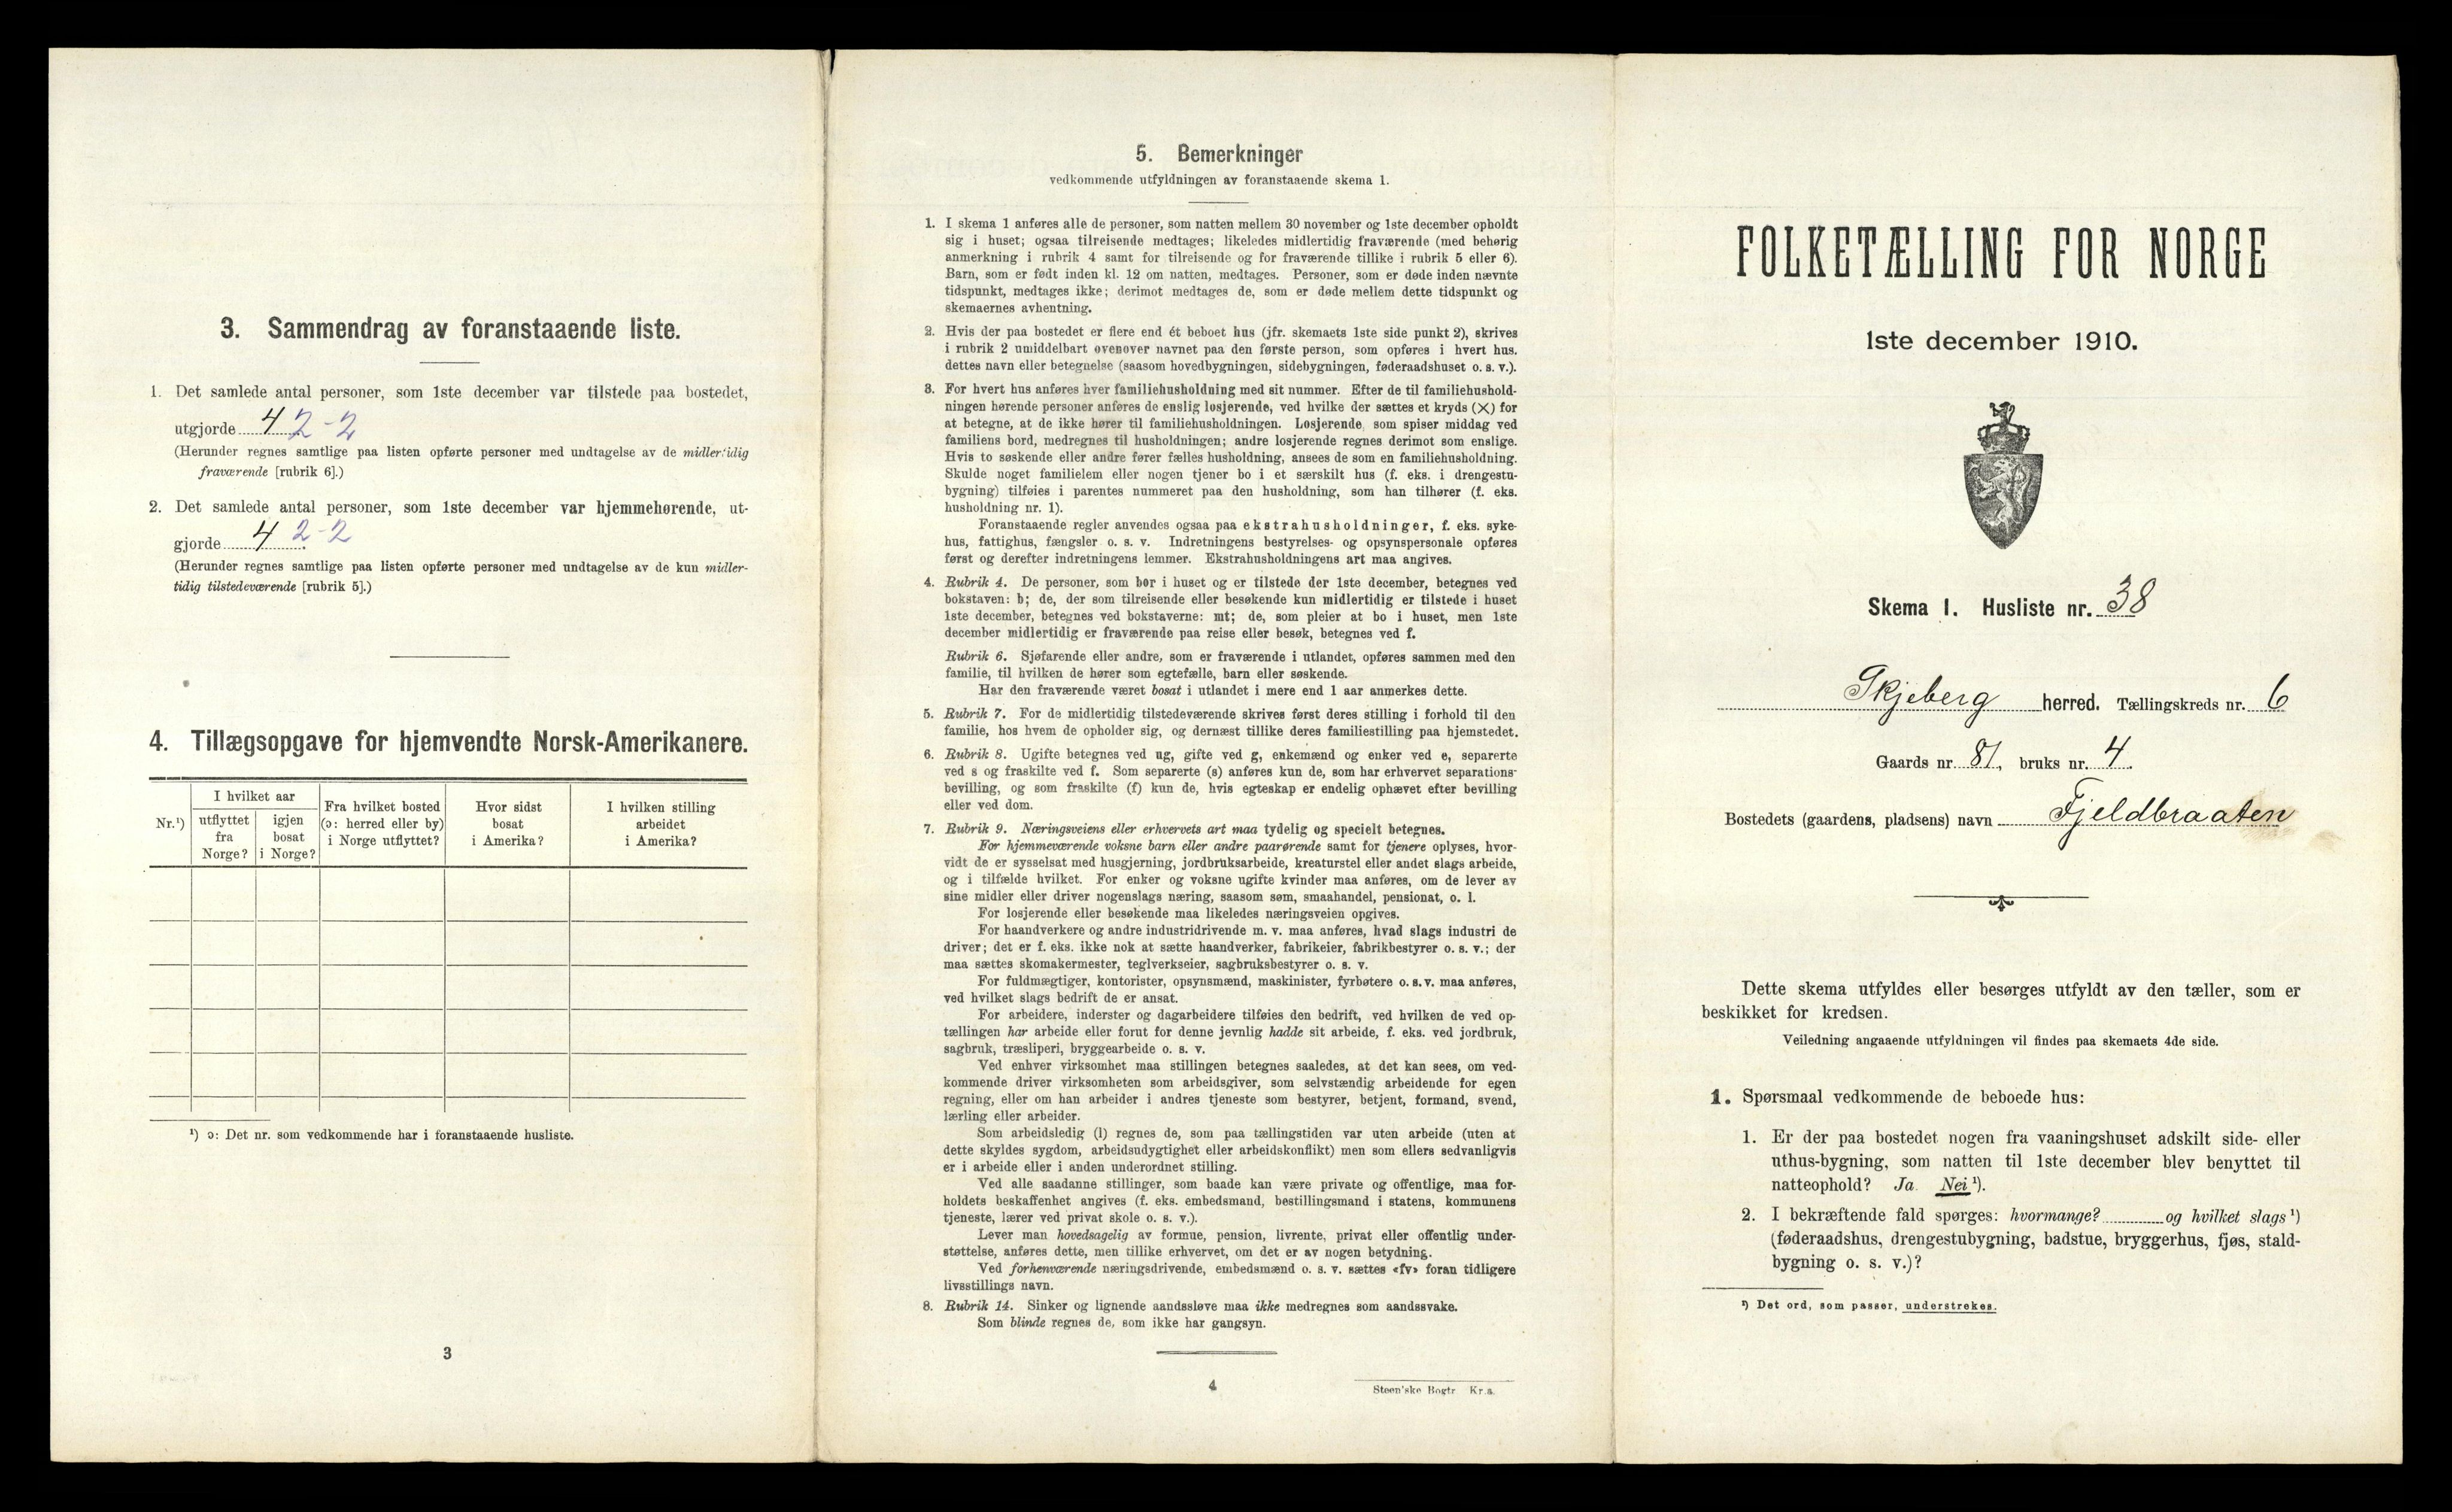 3. Sammendrag av foranstaaende liste.
1. Det samlede antal personer, som 1ste december var tilstede paa bostedet,
utgjorde 4 2-2
(Herunder regnes samtlige paa listen opførte personer med undtagelse av de midlertidig
fraværende [rubrik 6].)
2. Det samlede antal personer, som 1ste december var hjemmehørende, ut-
gjorde 4 2-2
(Herunder regnes samtlige paa listen opførte personer med undtagelse av de kun midler-
tidig tilstedeværende [rubrik 5].)
4. Tillægsopgave for hjemvendte Norsk-Amerikanere.
Nr.¹)
I hvilket aar
utflyttet
fra
Norge?
igjen
bosat
i Norge?
Fra hvilket bosted
(ɔ: herred eller by)
i Norge utflyttet?
Hvor sidst
bosat
i Amerika?
I hvilken stilling
arbeidet
i Amerika?
¹) ɔ: Det nr. som vedkommende har i foranstaaende husliste.
3
5. Bemerkninger
vedkommende utfyldningen av foranstaaende skema 1.
1. I skema 1 anføres alle de personer, som natten mellem 30 november og 1ste december opholdt
sig i huset; ogsaa tilreisende medtages; likeledes midlertidig fraværende (med behørig
anmerkning i rubrik 4 samt for tilreisende og for fraværende tillike i rubrik 5 eller 6).
Barn, som er født inden kl. 12 om natten, medtages. Personer, som er døde inden nævnte
tidspunkt, medtages ikke; derimot medtages de, som er døde mellem dette tidspunkt og
skemaernes avhentning.
2. Hvis der paa bostedet er flere end ét beboet hus (jfr. skemaets 1ste side punkt 2), skrives
i rubrik 2 umiddelbart ovenover navnet paa den første person, som opføres i hvert hus.
dettes navn eller betegnelse (saasom hovedbygningen, sidebygningen, føderaadshuset o. s. v.).
3. For hvert hus anføres hver familiehusholdning med sit nummer. Efter de til familiehushold-
ningen hørende personer anføres de enslig losjerende, ved hvilke der sættes et kryds (×) for
at betegne, at de ikke hører til familiehusholdningen. Losjerende som spiser middag ved
familiens bord, medregnes til husholdningen; andre losjerende regnes derimot som enslige.
Hvis to søskende eller andre fører fælles husholdning, ansees de som en familiehusholdning.
Skulde noget familielem eller nogen tjener bo i et særskilt hus (f. eks. i drengestu-
bygning) tilføies i parentes nummeret paa den husholdning, som han tilhører (f. eks.
husholdning nr. 1).
Foranstaaende regler anvendes ogsaa paa ekstrahusholdninger, f. eks. syke-
hus, fattighus, fængsler o. s. v. Indretningens bestyrelses- og opsynspersonale opføres
først og derefter indretningens lemmer. Ekstrahusholdningens art maa angives.
4. Rubrik 4. De personer, som bor i huset og er tilstede der 1ste december, betegnes ved
bokstaven: b; de, der som tilreisende eller besøkende kun midlertidig er tilstede i huset
1ste december, betegnes ved bokstaverne: mt; de, som pleier at bo i huset, men 1ste
december midlertidig er fraværende paa reise eller besøk, betegnes ved f.
Rubrik 6. Sjøfarende eller andre, som er fraværende i utlandet, opføres sammen med den
familie, til hvilken de hører som egtefælle, barn eller søskende.
Har den fraværende været bosat i utlandet i mere end 1 aar anmerkes dette.
5. Rubrik 7. For de midlertidig tilstedeværende skrives først deres stilling i forhold til den
familie, hos hvem de opholder sig, og dernæst tillike deres familiestilling paa hjemstedet.
6. Rubrik 8. Ugifte betegnes ved ug, gifte ved g, enkemænd og enker ved e, separerte
ved s og fraskilte ved f. Som separerte (s) anføres kun de, som har erhvervet separations-
bevilling, og som fraskilte (f) kun de, hvis egteskap er endelig ophævet efter bevilling
eller ved dom.
7. Rubrik 9. Næringsveiens eller erhvervets art maa tydelig og specielt betegnes.
For hjemmeværende voksne barn eller andre paarørende samt for tjenere oplyses, hvor-
vidt de er sysselsat med husgjerning, jordbruksarbeide, kreaturstel eller andet slags arbeide,
og i tilfælde hvilket. For enker og voksne ugifte kvinder maa anføres, om de lever av
sine midler eller driver nogenslags næring, saasom søm, smaahandel, pensionat, o. l.
For losjerende eller besøkende maa likeledes næringsveien opgives.
For haandverkere og andre industridrivende m. v. maa anføres, hvad slags industri de
driver; det er f. eks. ikke nok at sætte haandverker, fabrikeier, fabrikbestyrer o. s. v.; der
maa sættes skomakermester, teglverkseier, sagbruksbestyrer o. s. v.
For fuldmægtiger, kontorister, opsynsmænd, maskinister, fyrbøtere o. s. v. maa anføres,
ved hvilket slags bedrift de er ansat.
For arbeidere, inderster og dagarbeidere tilføies den bedrift, ved hvilken de ved op-
tællingen har arbeide eller forut for denne jevnlig hadde sit arbeide, f. eks. ved jordbruk,
sagbruk, træsliperi, bryggearbeide o. s. v.
Ved enhver virksomhet maa stillingen betegnes saaledes, at det kan sees, om ved-
kommende driver virksomheten som arbeidsgiver, som selvstændig arbeidende for egen
regning, eller om han arbeider i andres tjeneste som bestyrer, betjent, formand, svend,
lærling eller arbeider.
Som arbeidsledig (l) regnes de, som paa tællingstiden var uten arbeide (uten at
dette skyldes sygdom, arbeidsudygtighet eller arbeidskonflikt) men som ellers sedvanligvis
er i arbeide eller i anden underordnet stilling.
Ved alle saadanne stillinger, som baade kan være private og offentlige, maa for-
holdets beskaffenhet angives (f. eks. embedsmand, bestillingsmand i statens, kommunens
tjeneste, lærer ved privat skole o. s. v.).
Lever man hovedsagelig av formue, pension, livrente, privat eller offentlig under-
støttelse, anføres dette, men tillike erhvervet, om det er av nogen betydning.
Ved forhenværende næringsdrivende, embedsmænd o. s. v. sættes «fv» foran tidligere
livsstillings navn.
8. Rubrik 14. Sinker og lignende aandssløve maa ikke medregnes som aandssvake.
Som blinde regnes de, som ikke har gangsyn.
4
Steen'ske Bogtr Kr.a.
FOLKETÆLLING FOR NORGE
1ste december 1910.
Skema 1. Husliste nr. 38
Skjeberg herred. Tællingskreds nr. 6
Gaards nr. 81, bruks nr. 4.
Bostedets (gaardens, pladsens) navn Fjeldbraaten
Dette skema utfyldes eller besørges utfyldt av den tæller, som er
beskikket for kredsen.
Veiledning angaaende utfyldningen vil findes paa skemaets 4de side.
1. Spørsmaal vedkommende de beboede hus:
1. Er der paa bostedet nogen fra vaaningshuset adskilt side- eller
uthus-bygning, som natten til 1ste december blev benyttet til
natteophold? Ja. Nei ¹).
2. I bekræftende fald spørges: hvormange? og hvilket slags ¹)
(føderaadshus, drengestubygning, badstue, bryggerhus, fjøs, stald-
bygning o. s. v.)?
¹) Det ord, som passer, understrekes.